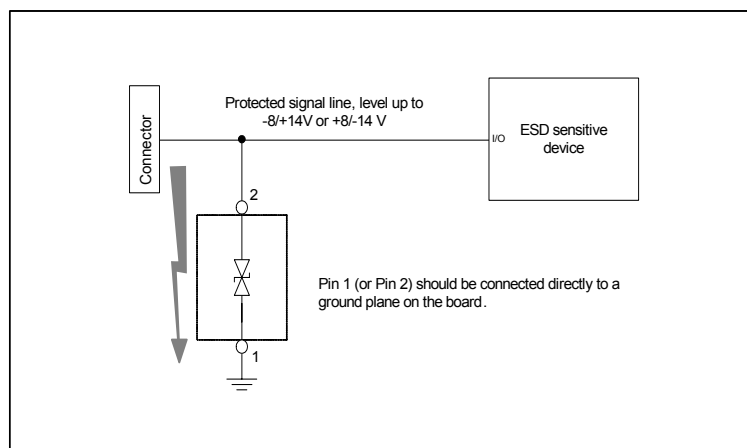 Protected signal line, level up to
-8/+14V or +8/-14 V
Connector
I/O
ESD sensitive
device
2
Pin 1 (or Pin 2) should be connected directly to a
ground plane on the board.
1